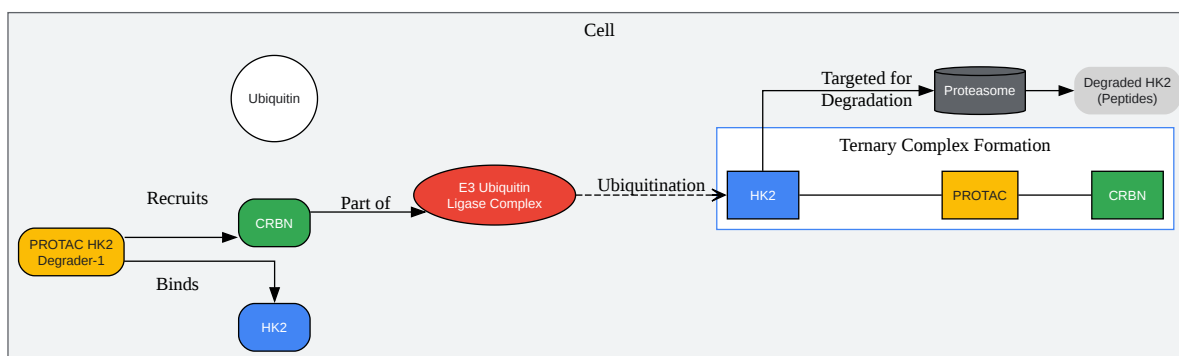 Cell
Ubiquitin
Targeted for
Degradation
Proteasome
Degraded HK2
(Peptides)
Ternary Complex Formation
Recruits
CRBN
Part of
E3 Ubiquitin
Ligase Complex
Ubiquitination
HK2
PROTAC
CRBN
PROTAC HK2
Degrader-1
Binds
HK2